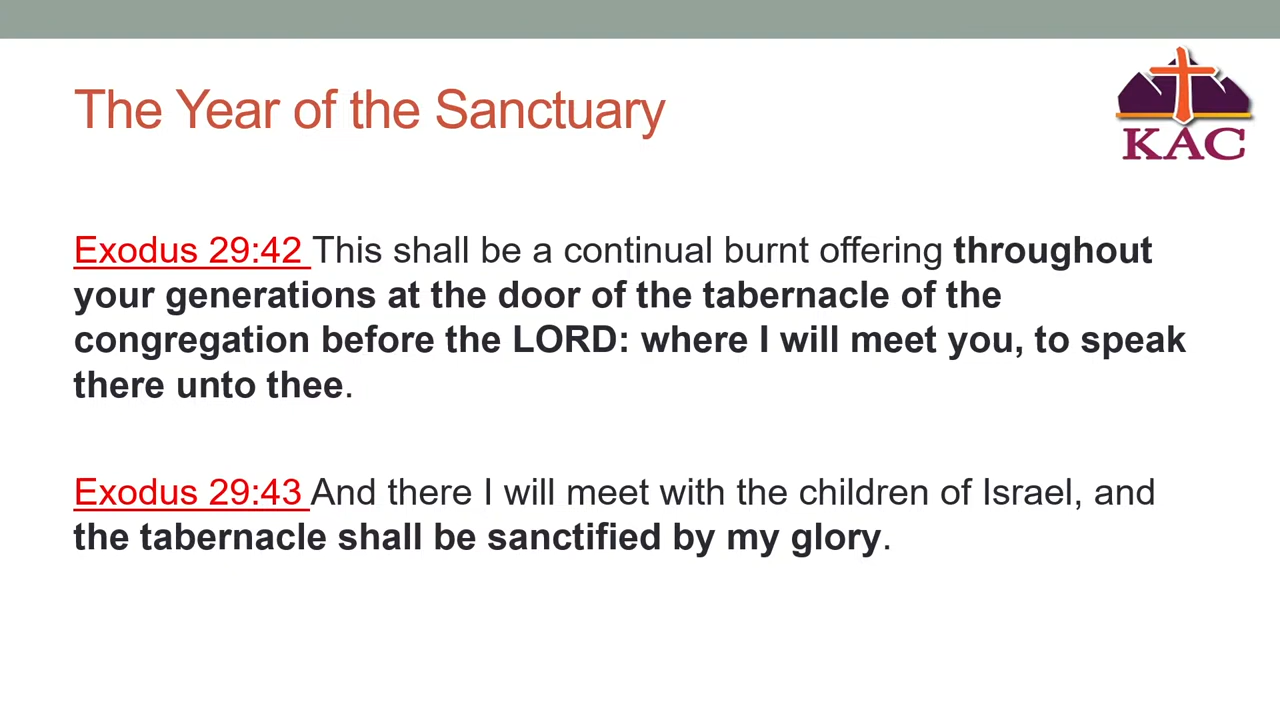 The Year of the Sanctuary
KAC
Exodus 29:42 This shall be a continual burnt offering throughout
your generations at the door of the tabernacle of the
congregation before the LORD: where I will meet you, to speak
there unto thee.
Exodus 29:43 And there I will meet with the children of Israel, and
the tabernacle shall be sanctified by my glory.